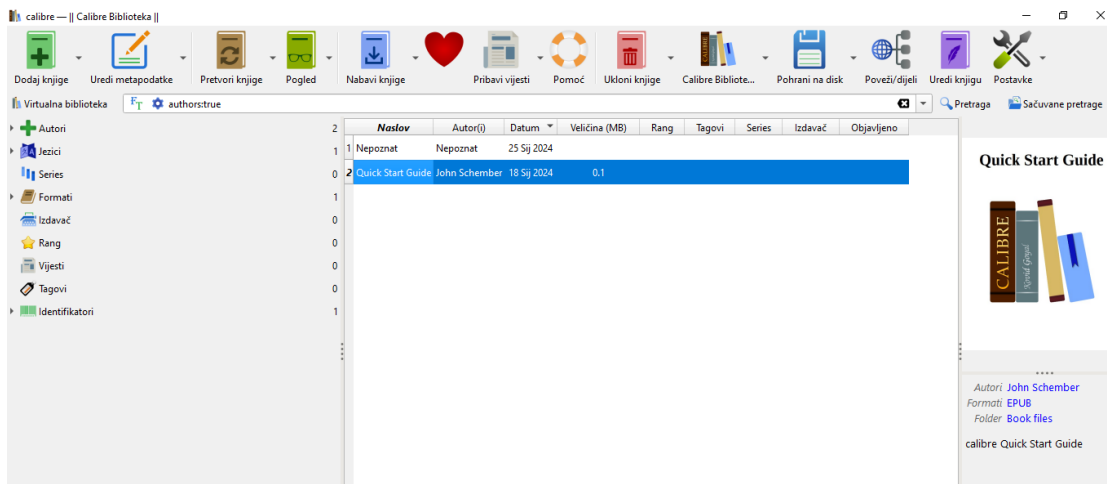 calibre — || Calibre Biblioteka ||
Dodaj knjige Uredi metapodatke Pretvori knjige Pogled Nabavi knjige Pribavi vijesti Pomoć Ukloni knjige Calibre Bibliote... Pohrani na disk Poveži/dijeli Uredi knjigu Postavke
Virtualna biblioteka FT authors:true Pretraga Sačuvane pretrage
Autori 2
Jezici 1
Series 0
Formati 1
Izdavač 0
Rang 0
Vijesti 0
Tagovi 0
Identifikatori 1
Naslov Autor(i) Datum Veličina (MB) Rang Tagovi Series Izdavač Objavljeno
1 Nepoznat Nepoznat 25 Sij 2024
2 Quick Start Guide John Schember 18 Sij 2024 0.1
Quick Start Guide
CALIBRE
Kovid Goyal
Autori John Schember
Formati EPUB
Folder Book files
calibre Quick Start Guide